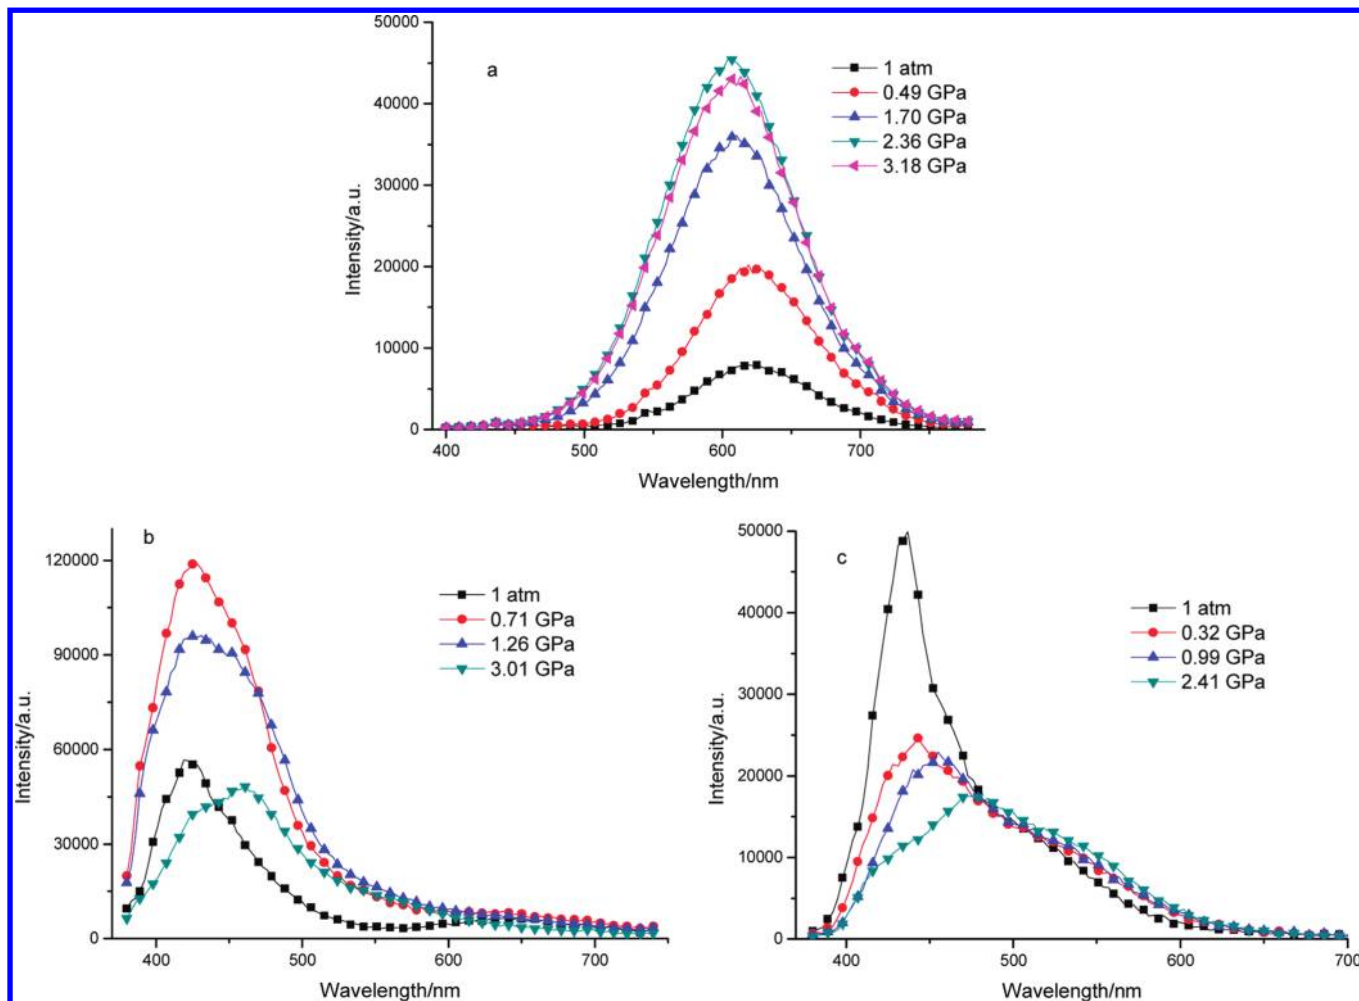 a
50000
40000
30000
20000
10000
0
Intensity/a.u.
400 500 600 700
Wavelength/nm
1 atm
0.49 GPa
1.70 GPa
2.36 GPa
3.18 GPa
b
120000
90000
60000
30000
0
Intensity/a.u.
400 500 600 700
Wavelength/nm
1 atm
0.71 GPa
1.26 GPa
3.01 GPa
c
50000
40000
30000
20000
10000
0
Intensity/a.u.
400 500 600 700
Wavelength/nm
1 atm
0.32 GPa
0.99 GPa
2.41 GPa